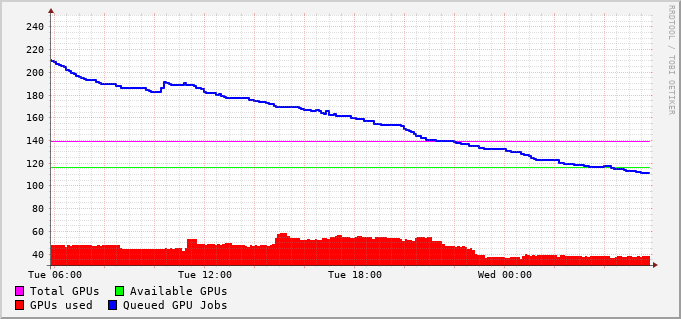 RRDTOOL / TOBI OETIKER
240
220
200
180
160
140
120
100
80
60
40
Tue 06:00 Tue 12:00 Tue 18:00 Wed 00:00
Total GPUs Available GPUs
GPUs used Queued GPU Jobs